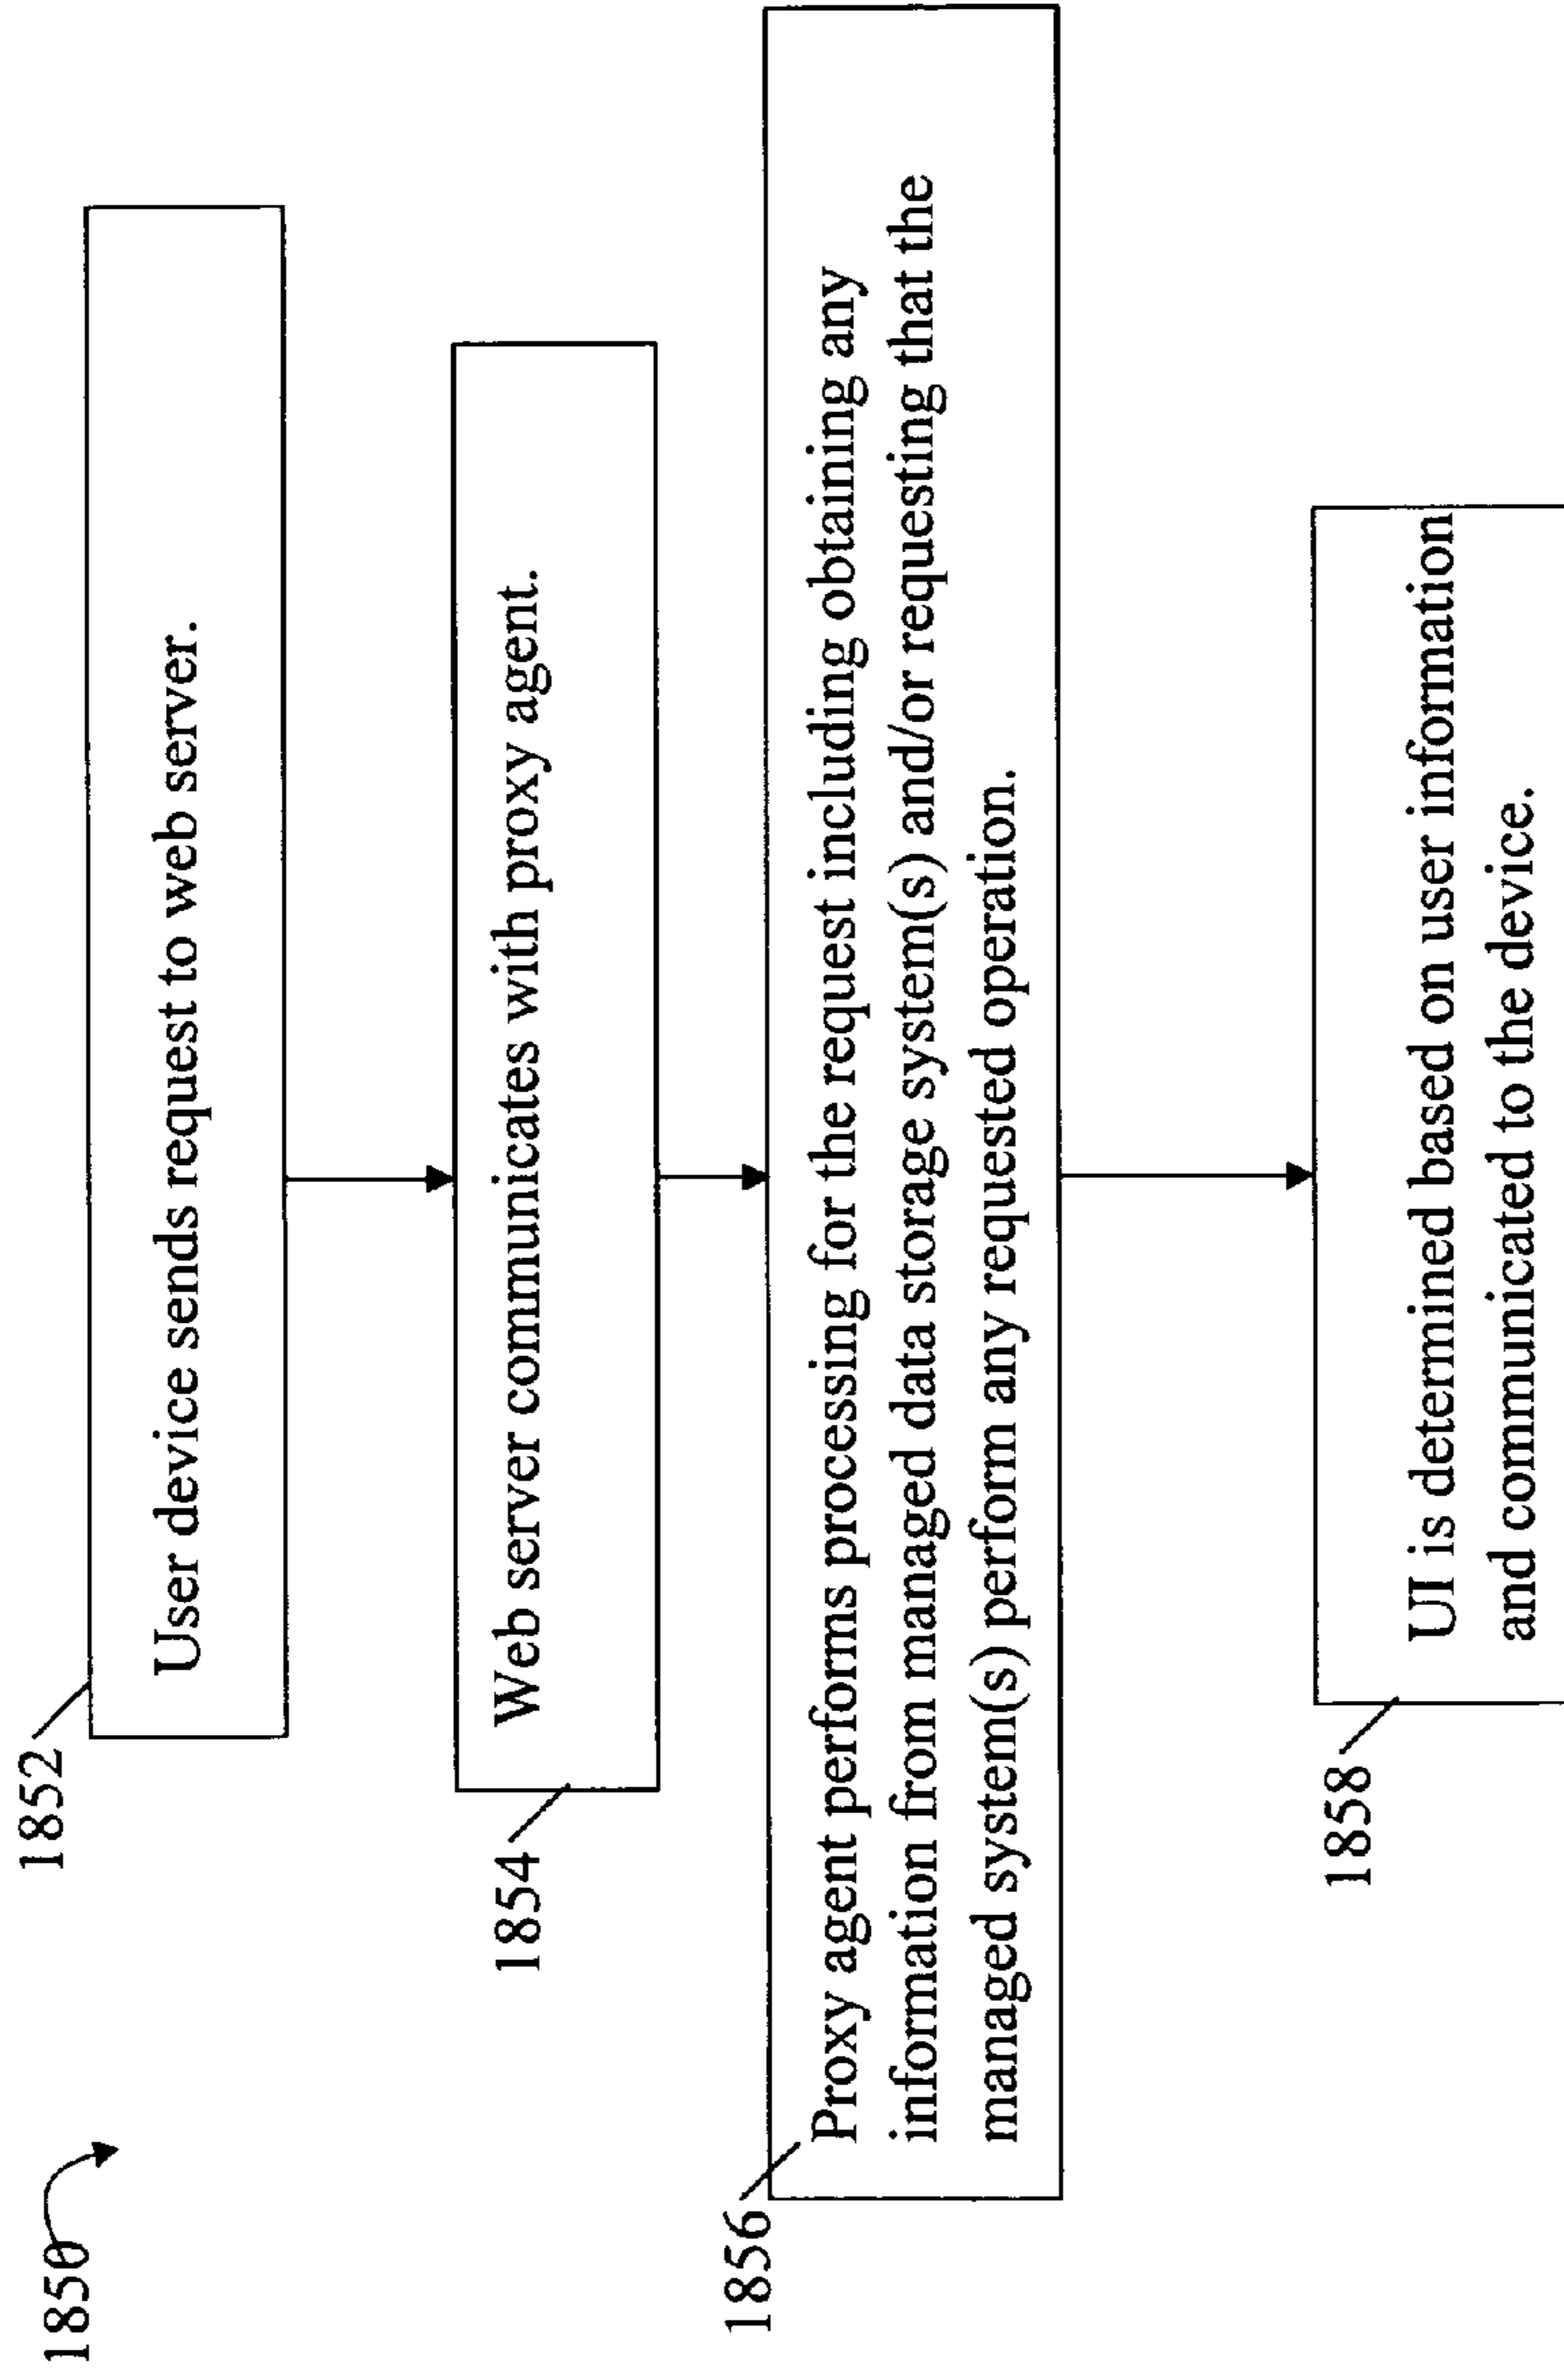 1850
1852
User device sends request to web server.
1854
Web server communicates with proxy agent.
1856
Proxy agent performs processing for the request including obtaining any
information from managed data storage system(s) and/or requesting that the
managed system(s) perform any requested operation.
1858
UI is determined based on user information
and communicated to the device.